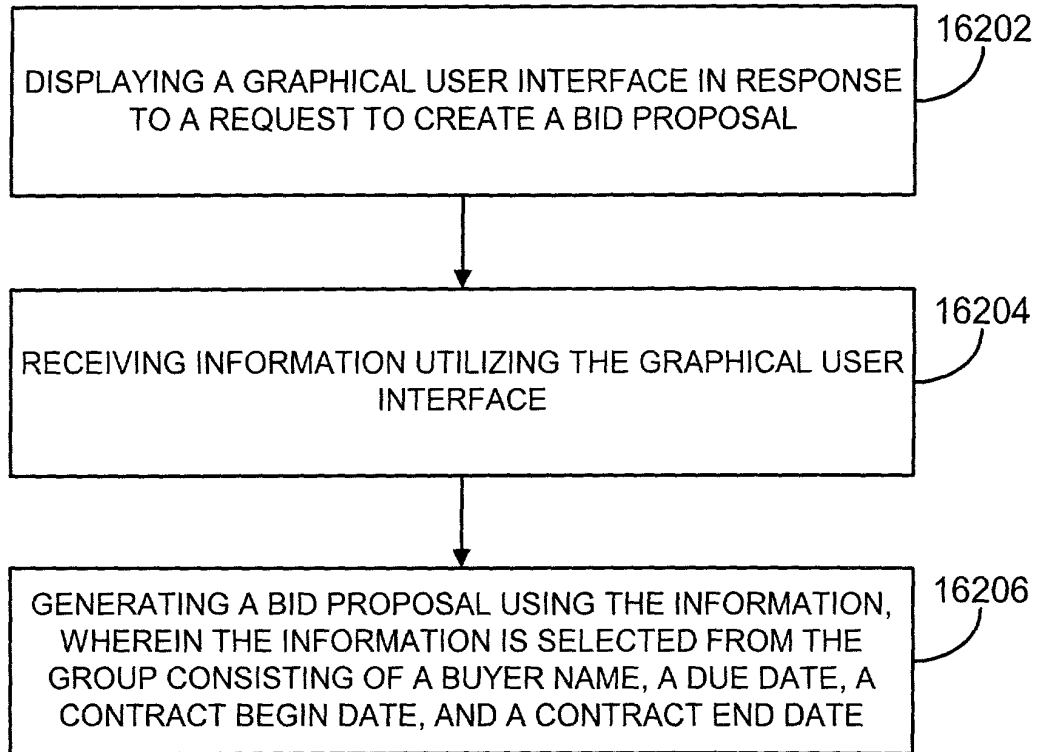 16202
DISPLAYING A GRAPHICAL USER INTERFACE IN RESPONSE
TO A REQUEST TO CREATE A BID PROPOSAL
16204
RECEIVING INFORMATION UTILIZING THE GRAPHICAL USER
INTERFACE
16206
GENERATING A BID PROPOSAL USING THE INFORMATION,
WHEREIN THE INFORMATION IS SELECTED FROM THE
GROUP CONSISTING OF A BUYER NAME, A DUE DATE, A
CONTRACT BEGIN DATE, AND A CONTRACT END DATE